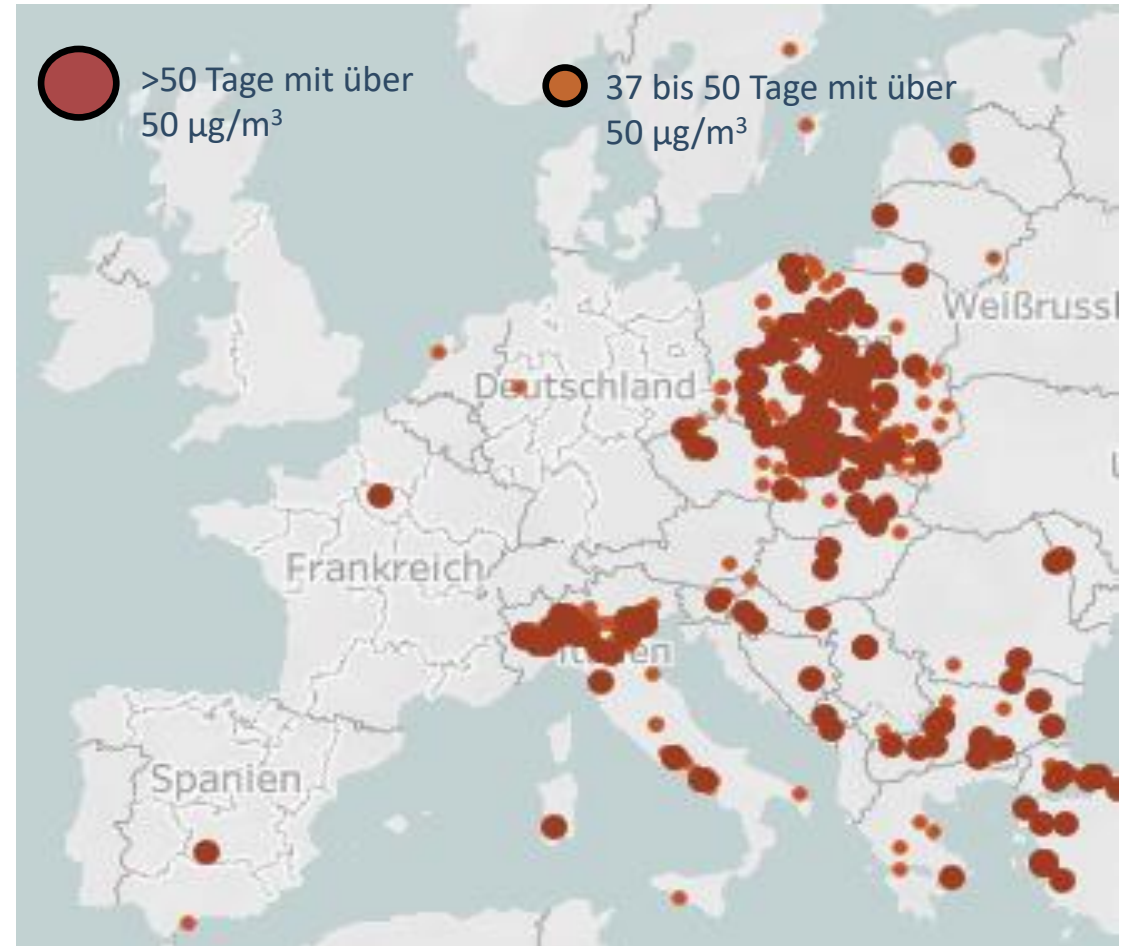 >50 Tage mit über
50 µg/m³
37 bis 50 Tage mit über
50 µg/m³
Weißrussl
Deutschland
Frankreich
Spanien